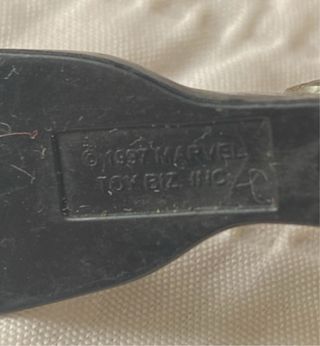 © 1997 MARVEL
TOY BIZ, INC.